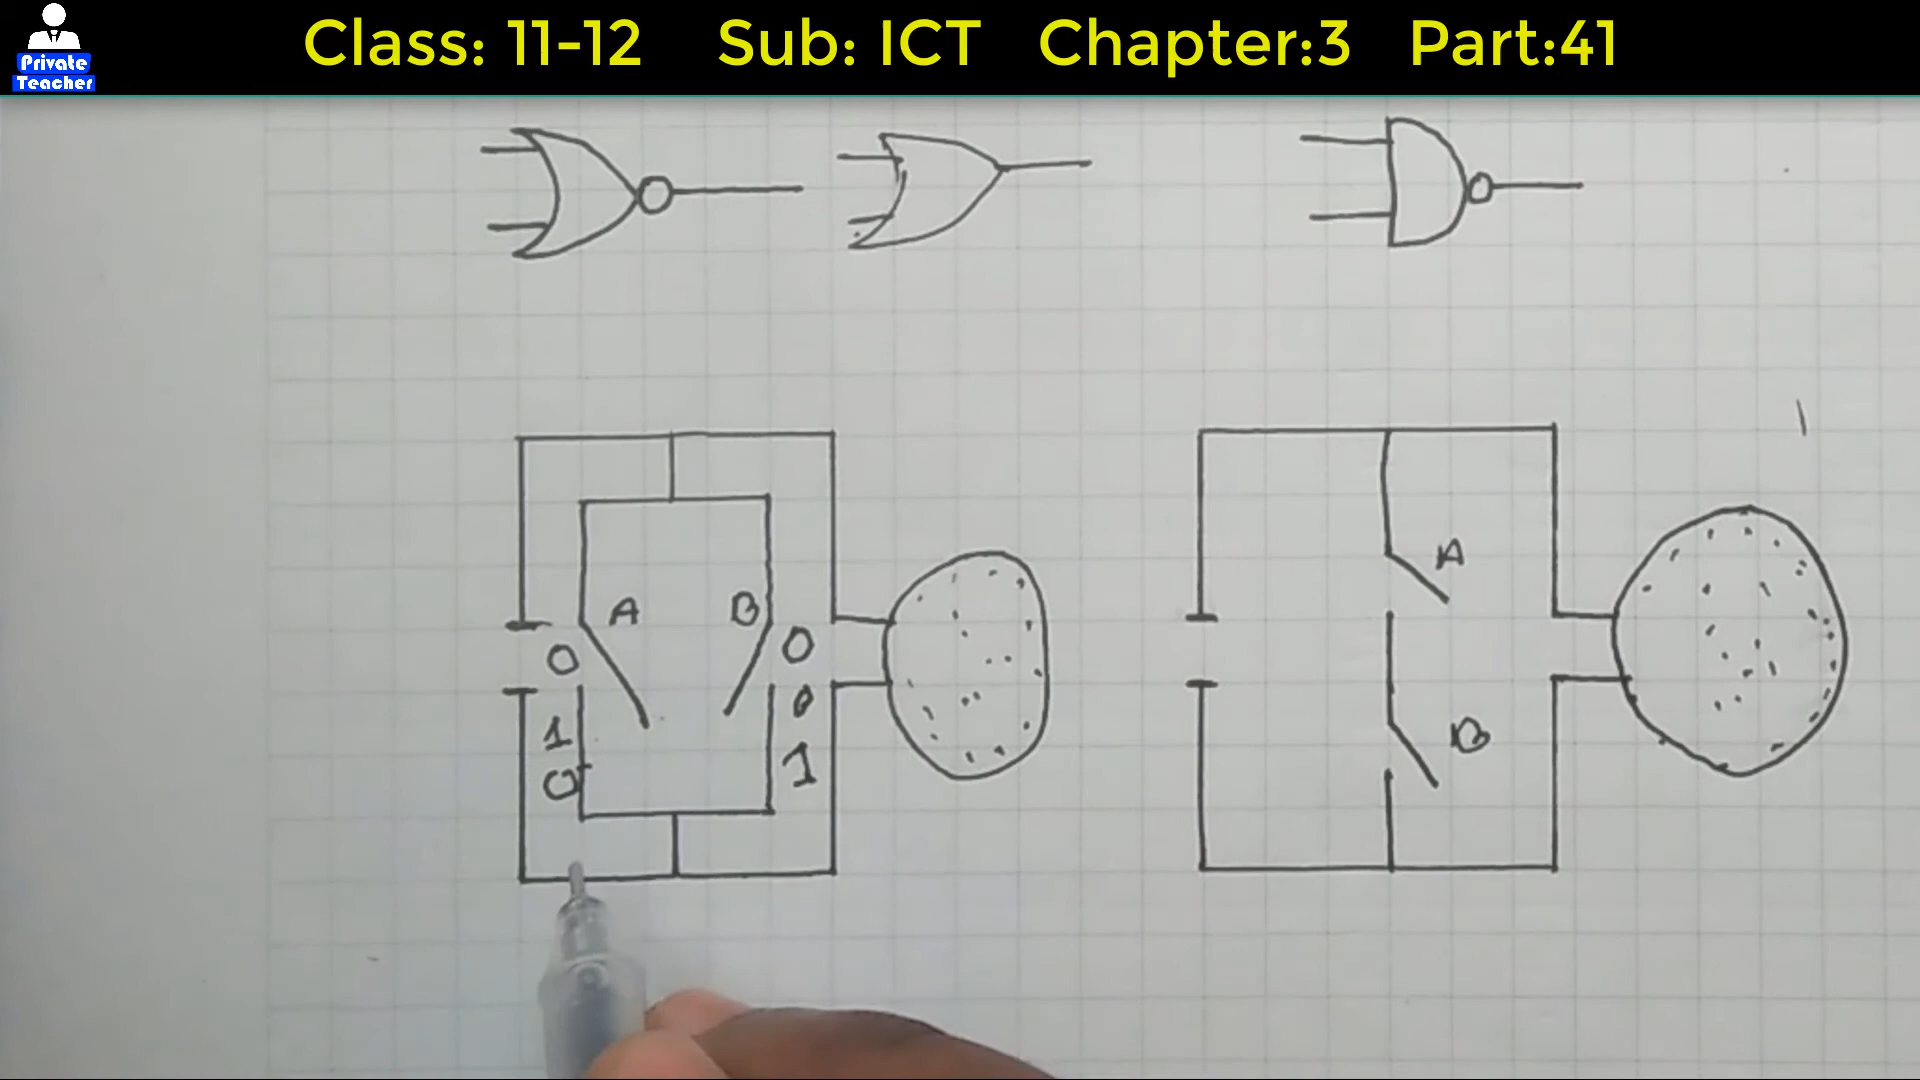 Class: 11-12 Sub: ICT Chapter:3 Part:41
Private
Teacher
A B
0 0
1 0
0 1
A
B